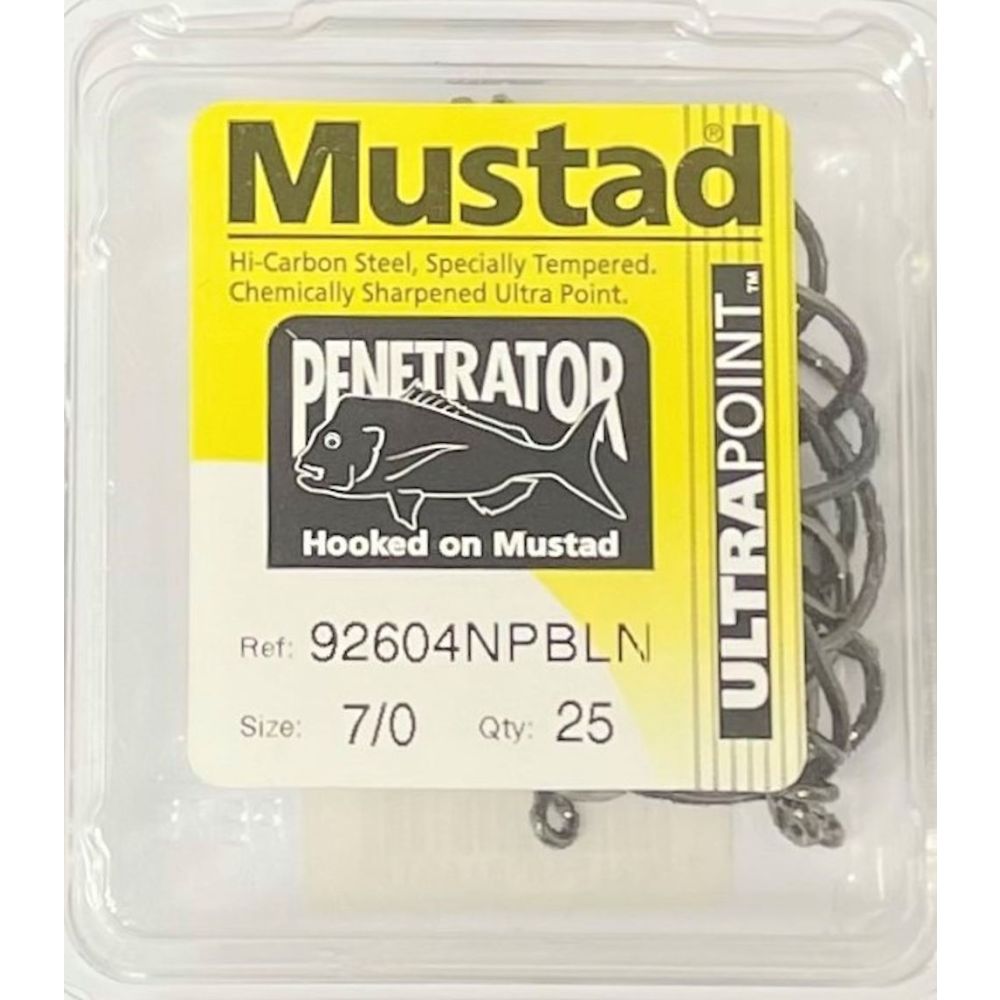 Mustad®
Hi-Carbon Steel, Specially Tempered.
Chemically Sharpened Ultra Point.
PENETRATOR
Hooked on Mustad
ULTRAPOINT™
Ref: 92604NPBLN
Size: 7/0 Qty: 25